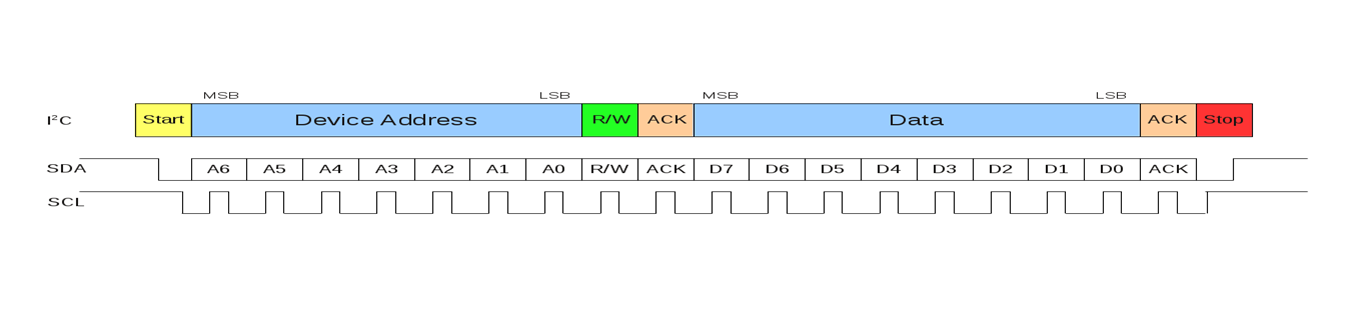 MSB LSB MSB LSB
I²C Start Device Address R/W ACK Data ACK Stop
SDA A6 A5 A4 A3 A2 A1 A0 R/W ACK D7 D6 D5 D4 D3 D2 D1 D0 ACK
SCL